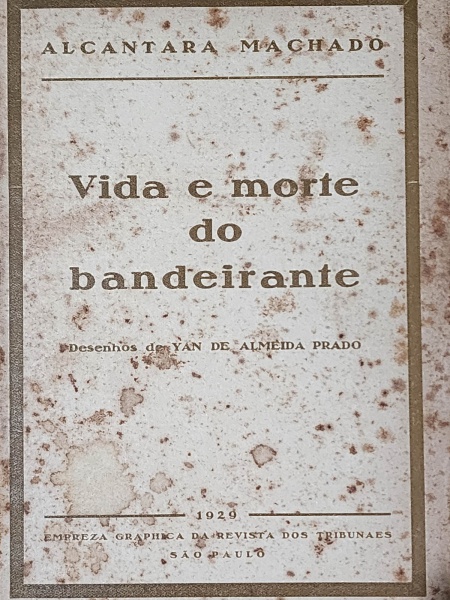 ALCANTARA MACHADO
Vida e morte
do
bandeirante
Desenhos de YAN DE ALMEIDA PRADO
1929
EMPREZA GRAPHICA DA REVISTA DOS TRIBUNAES
SÃO PAULO